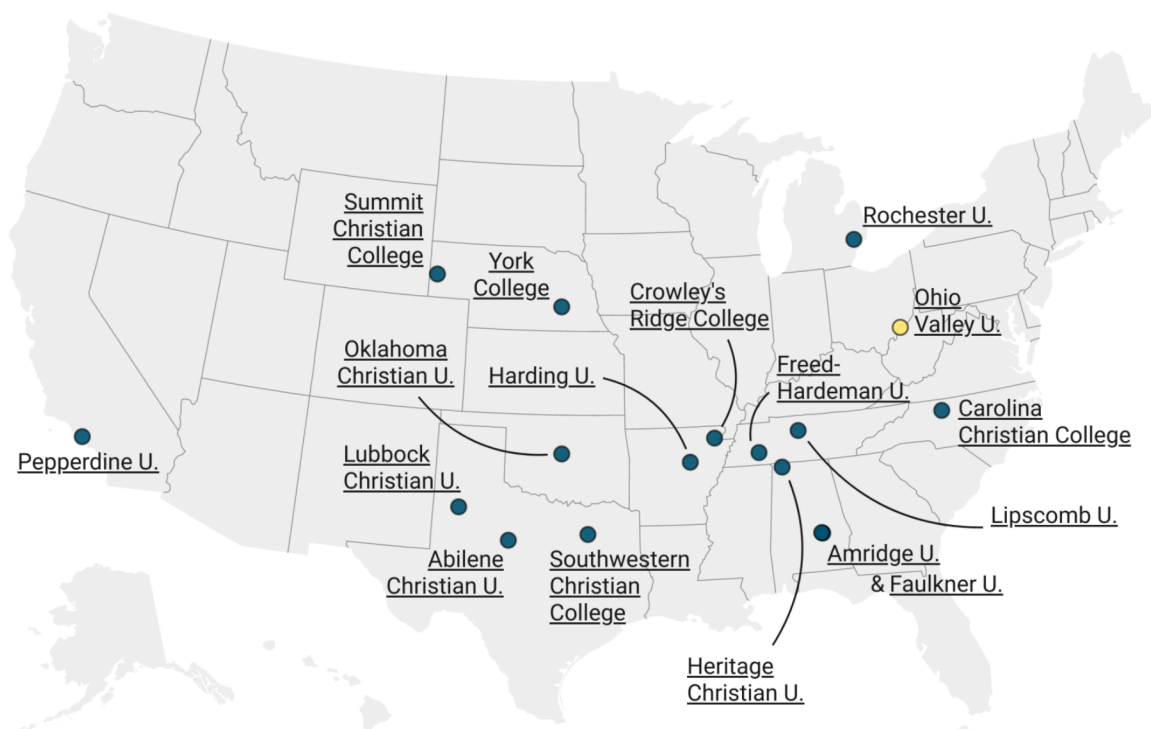 Summit
Christian
College
York
College
Rochester U.
Crowley's
Ridge College
Ohio
Valley U.
Oklahoma
Christian U.
Harding U.
Freed-
Hardeman U.
Carolina
Christian College
Pepperdine U.
Lubbock
Christian U.
Lipscomb U.
Abilene
Christian U.
Southwestern
Christian
College
Amridge U.
& Faulkner U.
Heritage
Christian U.